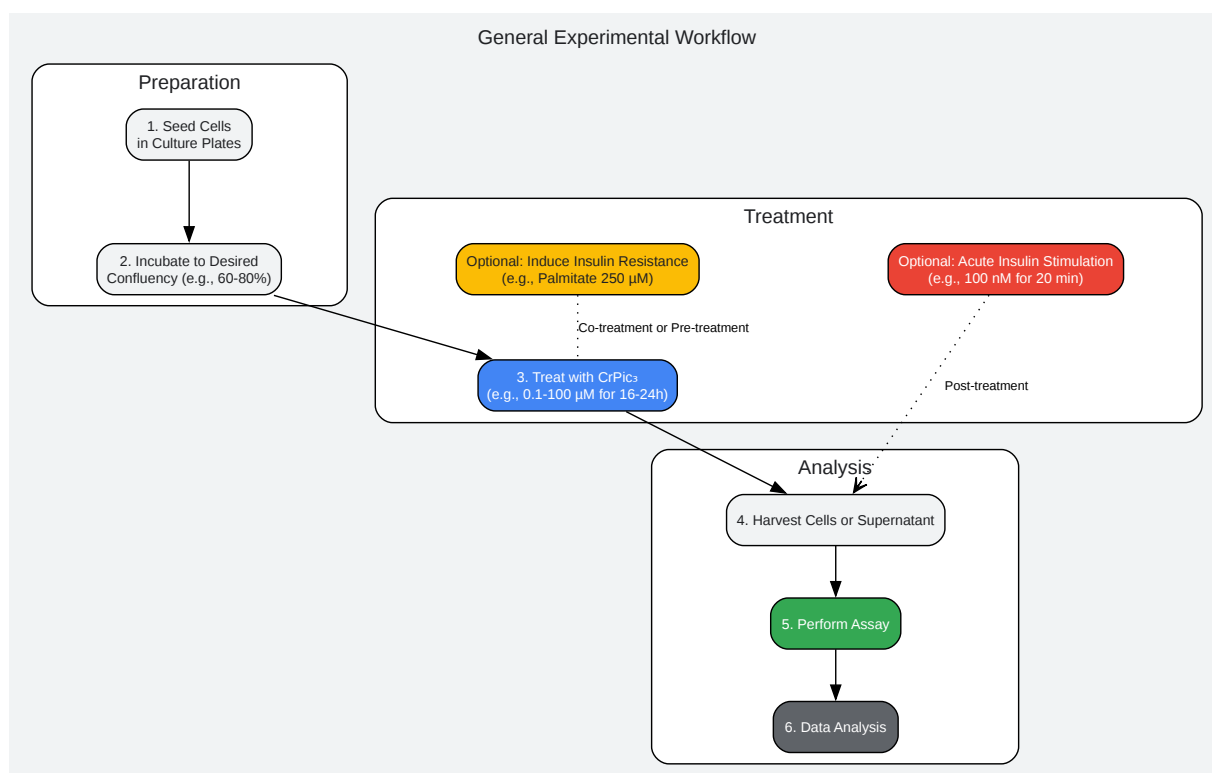 General Experimental Workflow
Preparation
1. Seed Cells
in Culture Plates
2. Incubate to Desired
Confluency (e.g., 60-80%)
Treatment
Optional: Induce Insulin Resistance
(e.g., Palmitate 250 µM)
Optional: Acute Insulin Stimulation
(e.g., 100 nM for 20 min)
Co-treatment or Pre-treatment
3. Treat with CrPic₃
(e.g., 0.1-100 µM for 16-24h)
Post-treatment
Analysis
4. Harvest Cells or Supernatant
5. Perform Assay
6. Data Analysis